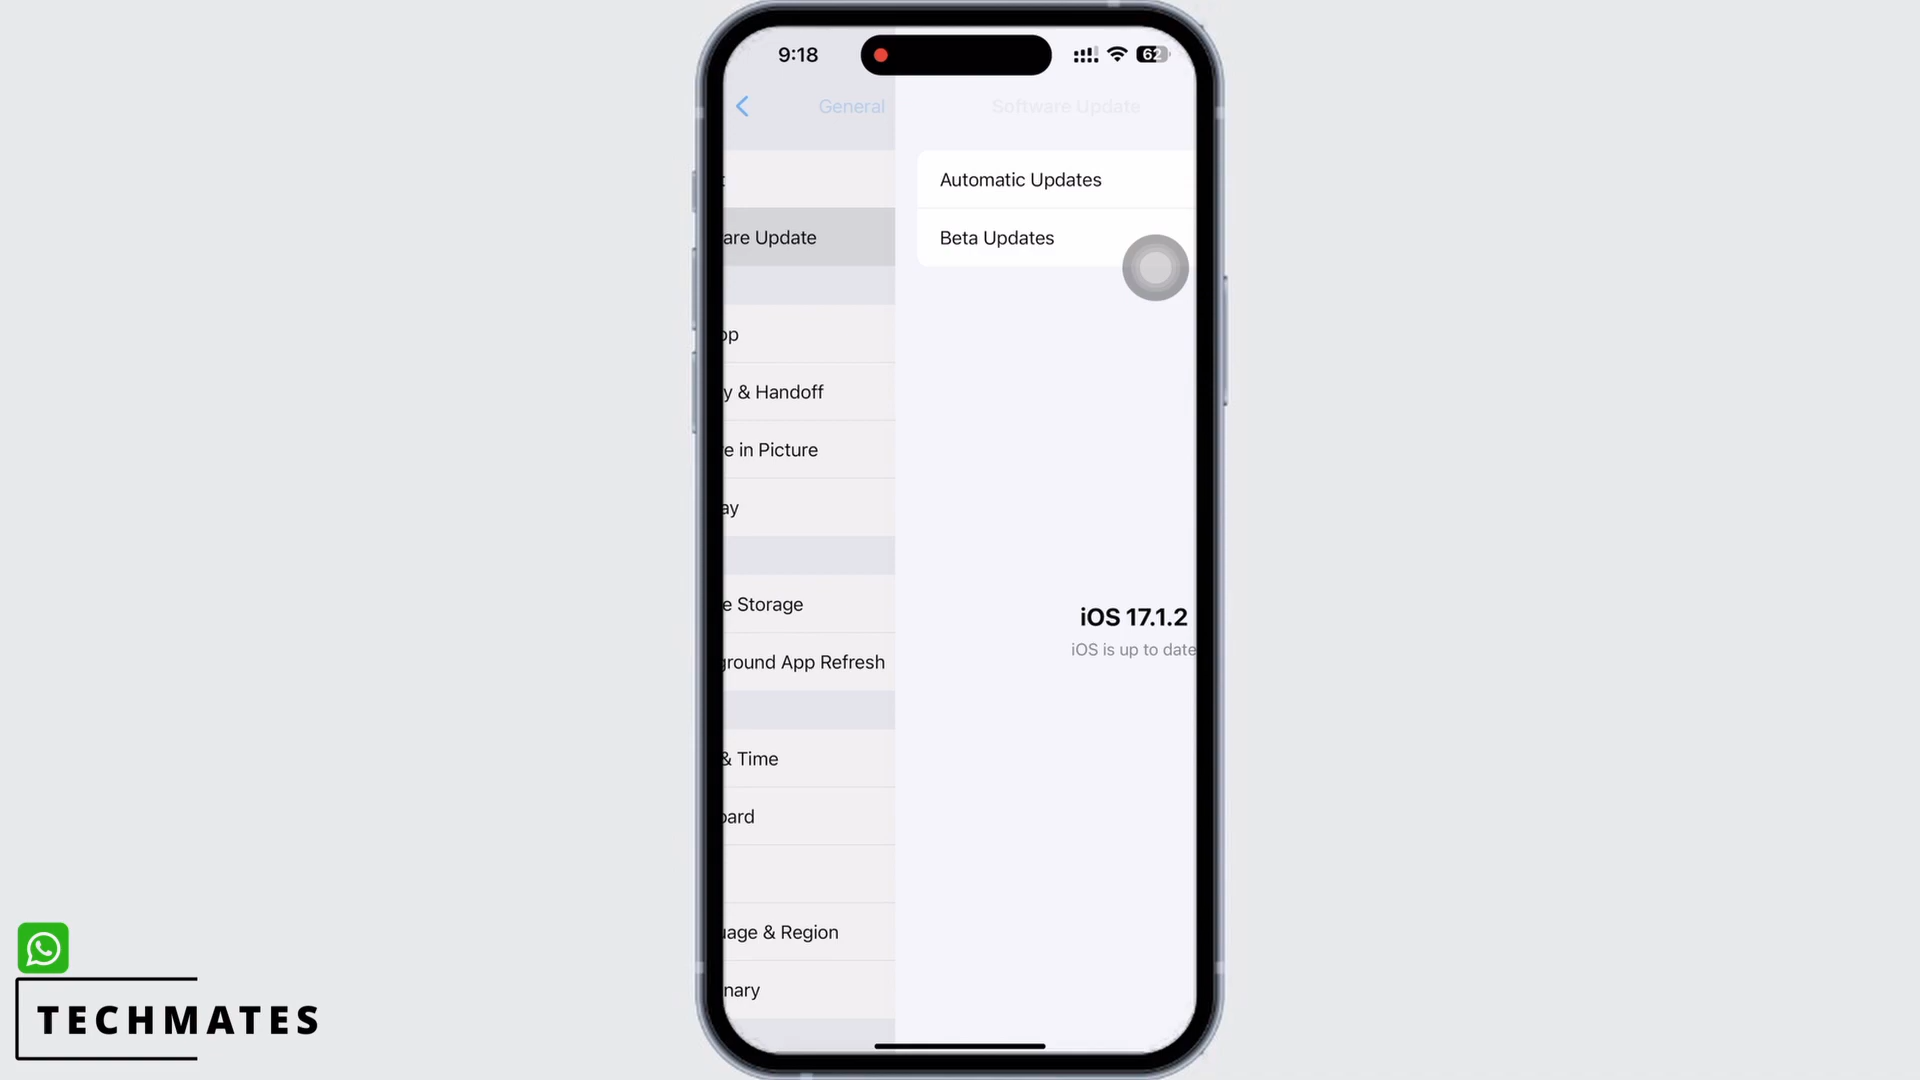 9:18
62
General
Software Update
are Update
Automatic Updates
Beta Updates
op
y & Handoff
e in Picture
ay
e Storage
ground App Refresh
iOS 17.1.2
iOS is up to date
& Time
oard
uage & Region
nary
TECHMATES